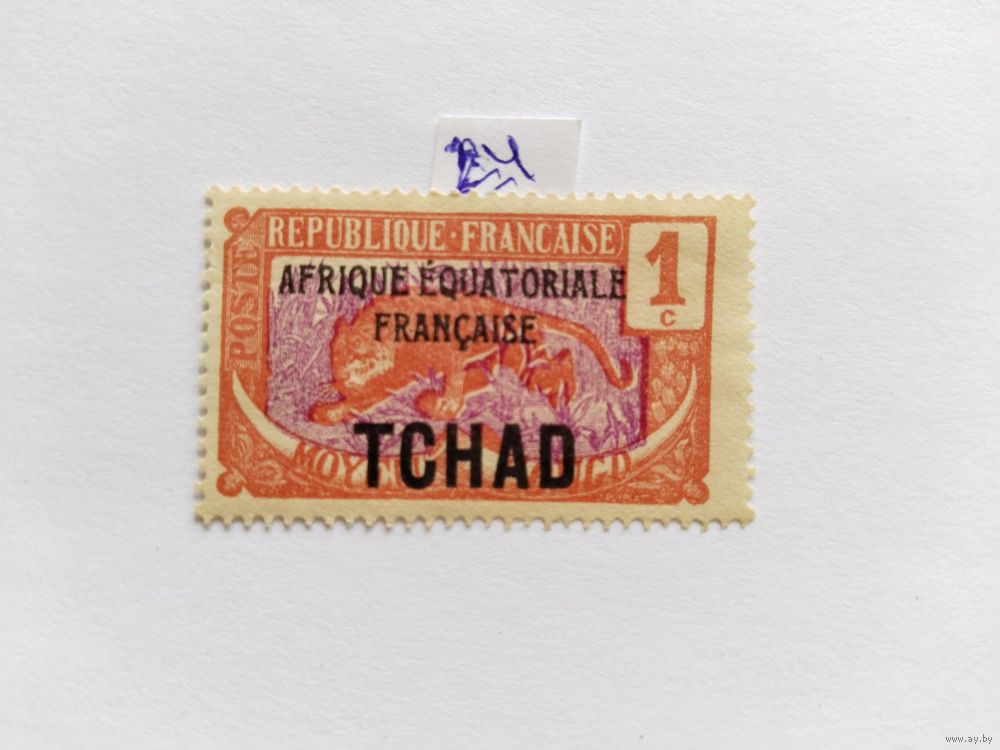 REPUBLIQUE·FRANCAISE
1
C
POSTE
AFRIQUE ÉQUATORIALE
FRANÇAISE
TCHAD
www.ay.by